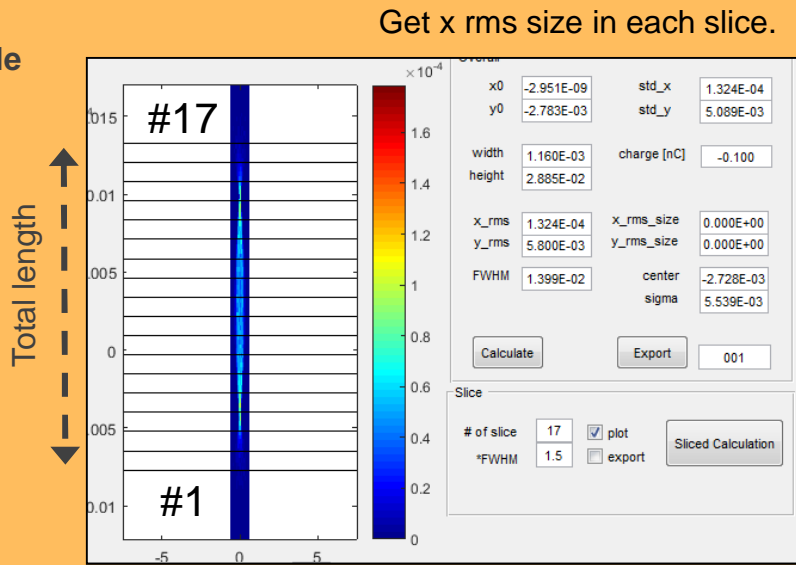 Get x rms size in each slice.
le
Overall
×10⁻⁴
x0 -2.951E-09 std_x 1.324E-04
y0 -2.783E-03 std_y 5.089E-03
width 1.160E-03 charge [nC] -0.100
height 2.885E-02
x_rms 1.324E-04 x_rms_size 0.000E+00
y_rms 5.800E-03 y_rms_size 0.000E+00
FWHM 1.399E-02 center -2.728E-03
sigma 5.539E-03
Calculate Export 001
Slice
# of slice 17 plot
*FWHM 1.5 export
Sliced Calculation
#17
#1
Total length
.015
0.01
.005
0
.005
0.01
-5 0 5
1.6
1.4
1.2
1
0.8
0.6
0.4
0.2
0